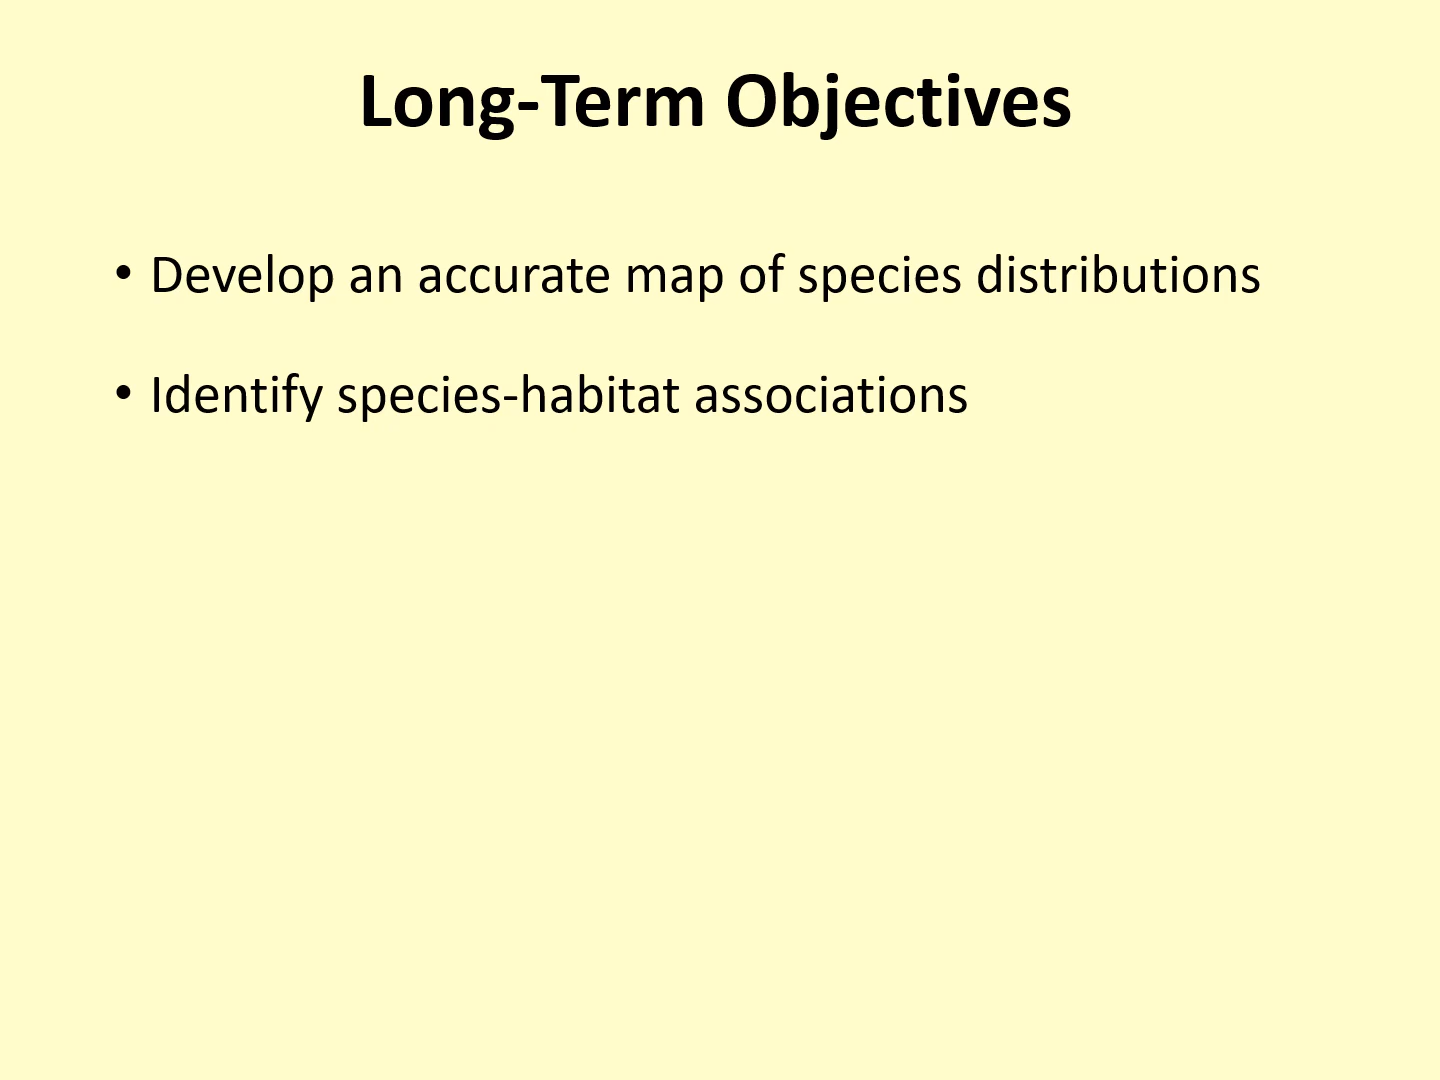 Long-Term Objectives
• Develop an accurate map of species distributions
• Identify species-habitat associations